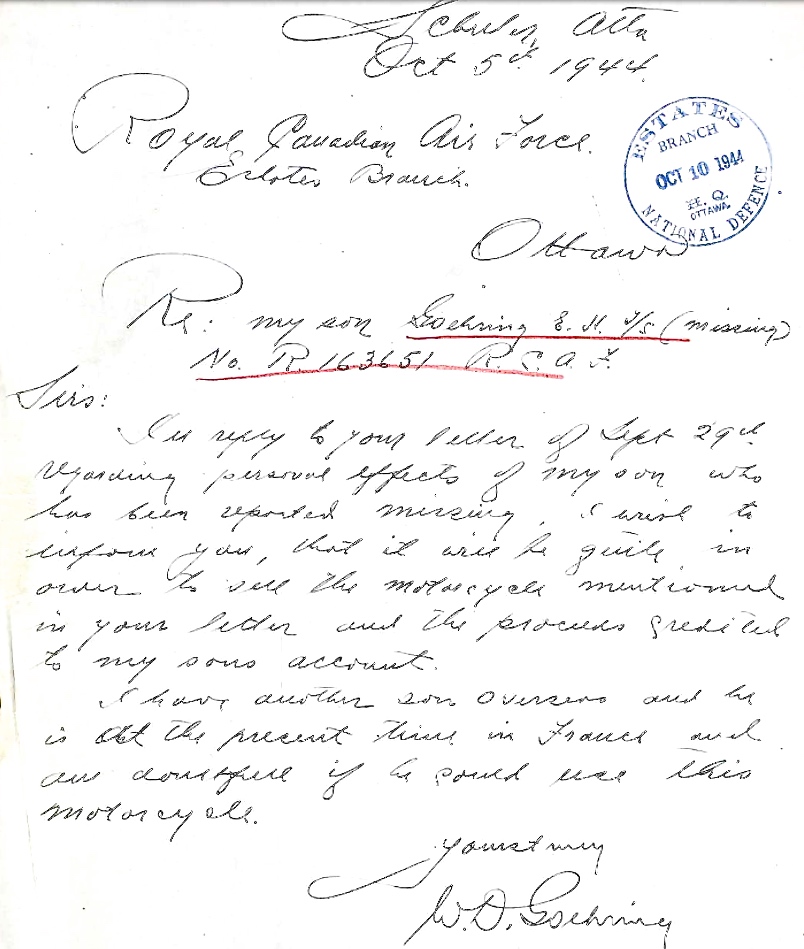 Schuler, Alta
Oct 5th 1944.
Royal Canadian Air Force.
Estates Branch.
Ottawa
ESTATES
BRANCH
OCT 10 1944
H. Q.
OTTAWA
NATIONAL DEFENCE
Re: my son Goehring E. H. F/S (missing)
No. R. 163651 R. C. A. F.
Sirs:
In reply to your letter of Sept 29th
regarding personal effects of my son who
has been reported missing, I wish to
inform you, that it will be quite in
order to sell the motorcycle mentioned
in your letter and the proceeds credited
to my sons account.
I have another son overseas and he
is at the present time in France and
am doubtful if he could use this
motorcycle.
Yours truly
W. D. Goehring